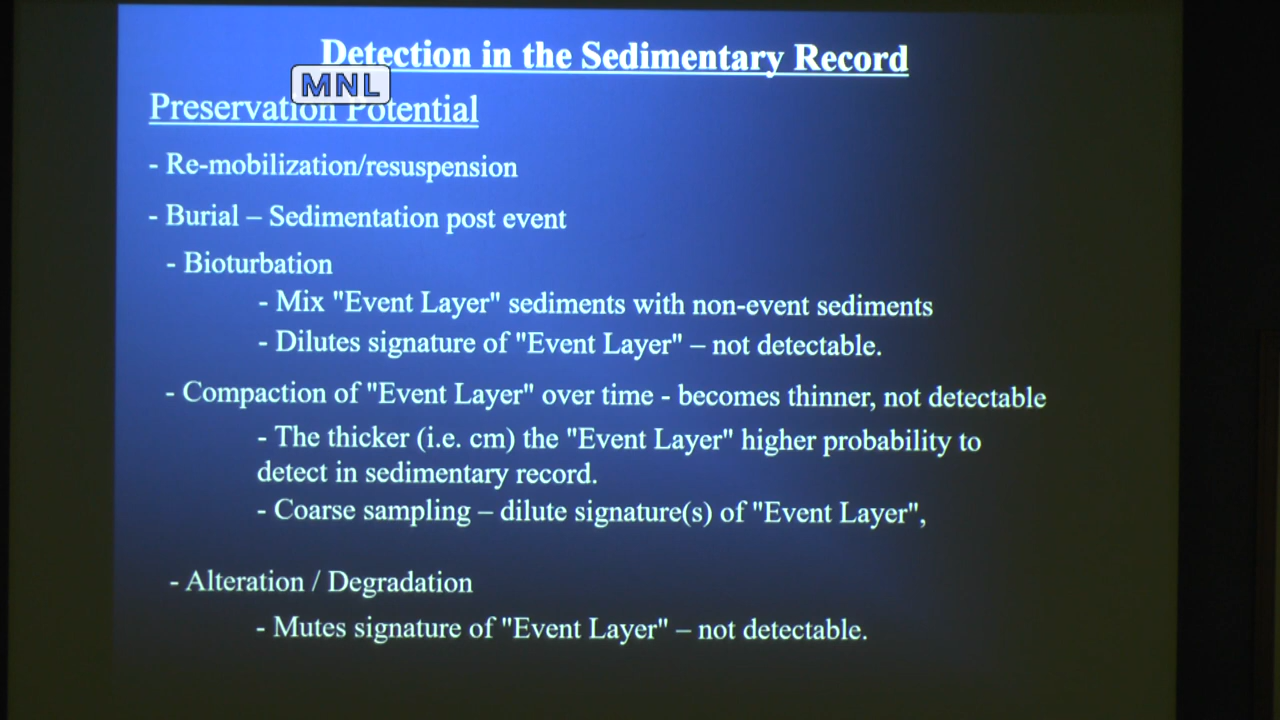 Detection in the Sedimentary Record
MNL
Preservation Potential
- Re-mobilization/resuspension
- Burial – Sedimentation post event
- Bioturbation
- Mix "Event Layer" sediments with non-event sediments
- Dilutes signature of "Event Layer" – not detectable.
- Compaction of "Event Layer" over time - becomes thinner, not detectable
- The thicker (i.e. cm) the "Event Layer" higher probability to
detect in sedimentary record.
- Coarse sampling – dilute signature(s) of "Event Layer",
- Alteration / Degradation
- Mutes signature of "Event Layer" – not detectable.